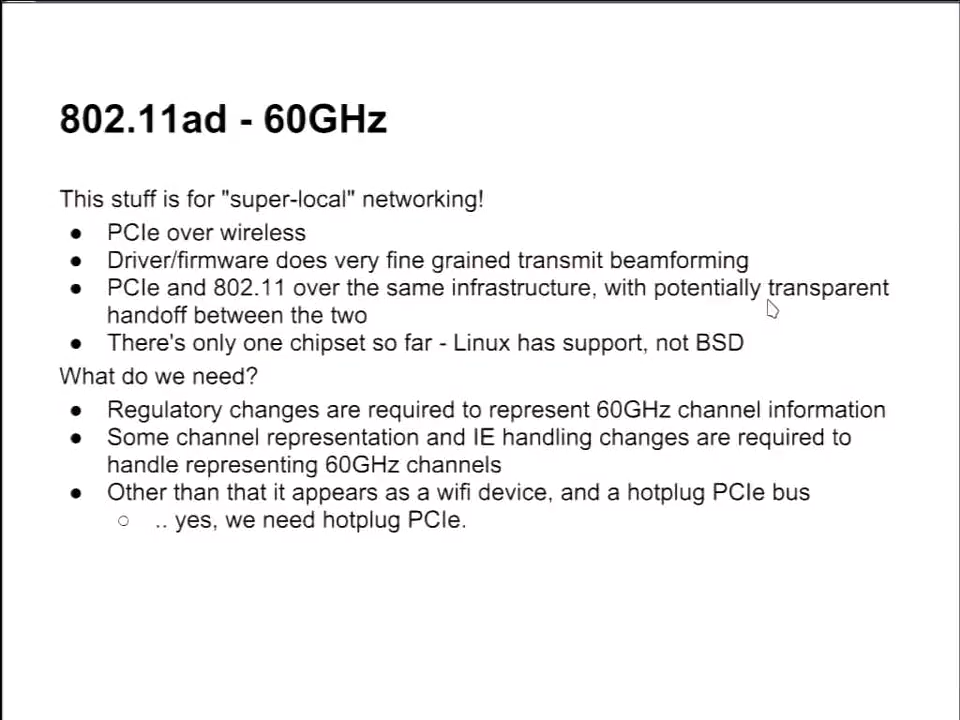 802.11ad - 60GHz
This stuff is for "super-local" networking!
● PCIe over wireless
● Driver/firmware does very fine grained transmit beamforming
● PCIe and 802.11 over the same infrastructure, with potentially transparent
handoff between the two
● There's only one chipset so far - Linux has support, not BSD
What do we need?
● Regulatory changes are required to represent 60GHz channel information
● Some channel representation and IE handling changes are required to
handle representing 60GHz channels
● Other than that it appears as a wifi device, and a hotplug PCIe bus
○ .. yes, we need hotplug PCIe.